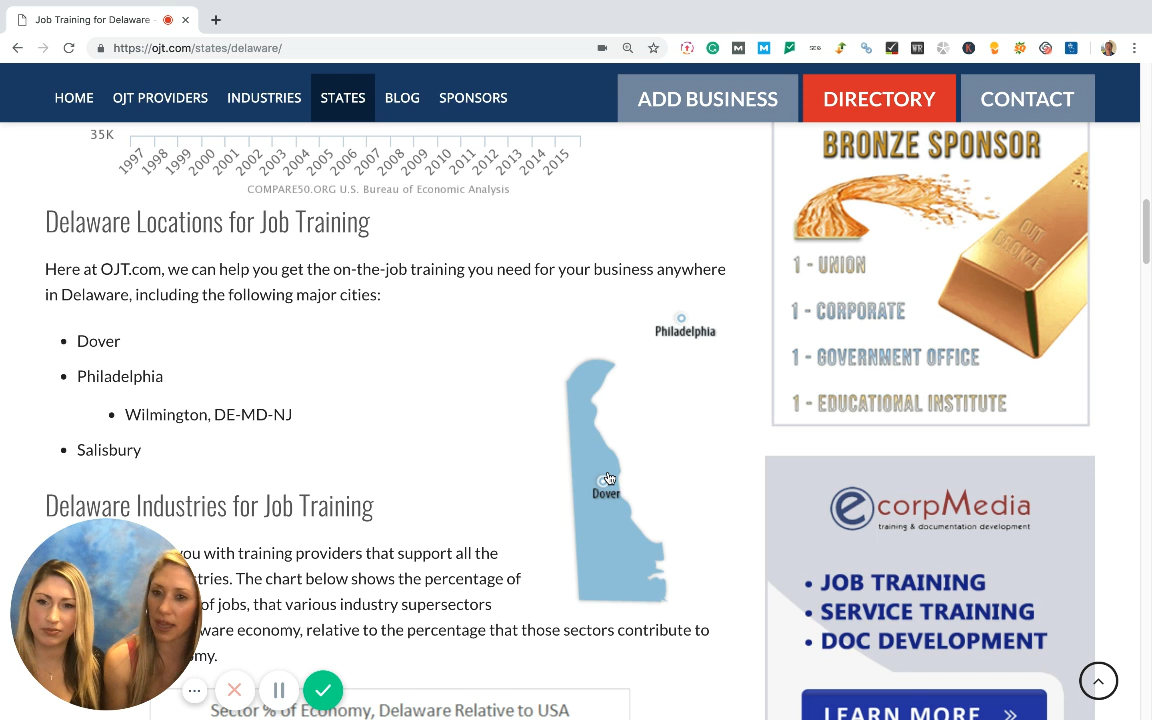 Job Training for Delaware -
https://ojt.com/states/delaware/
HOME OJT PROVIDERS INDUSTRIES STATES BLOG SPONSORS ADD BUSINESS DIRECTORY CONTACT
35K
1997 1998 1999 2000 2001 2002 2003 2004 2005 2006 2007 2008 2009 2010 2011 2012 2013 2014 2015
COMPARE50.ORG U.S. Bureau of Economic Analysis
Delaware Locations for Job Training
Here at OJT.com, we can help you get the on-the-job training you need for your business anywhere
in Delaware, including the following major cities:
Dover
Philadelphia
Wilmington, DE-MD-NJ
Salisbury
Philadelphia
Dover
Delaware Industries for Job Training
you with training providers that support all the
tries. The chart below shows the percentage of
of jobs, that various industry supersectors
ware economy, relative to the percentage that those sectors contribute to
my.
Sector % of Economy, Delaware Relative to USA
BRONZE SPONSOR
OJT
BRONZE
1 - UNION
1 - CORPORATE
1 - GOVERNMENT OFFICE
1 - EDUCATIONAL INSTITUTE
ecorpMedia
training & documentation development
• JOB TRAINING
• SERVICE TRAINING
• DOC DEVELOPMENT
LEARN MORE »